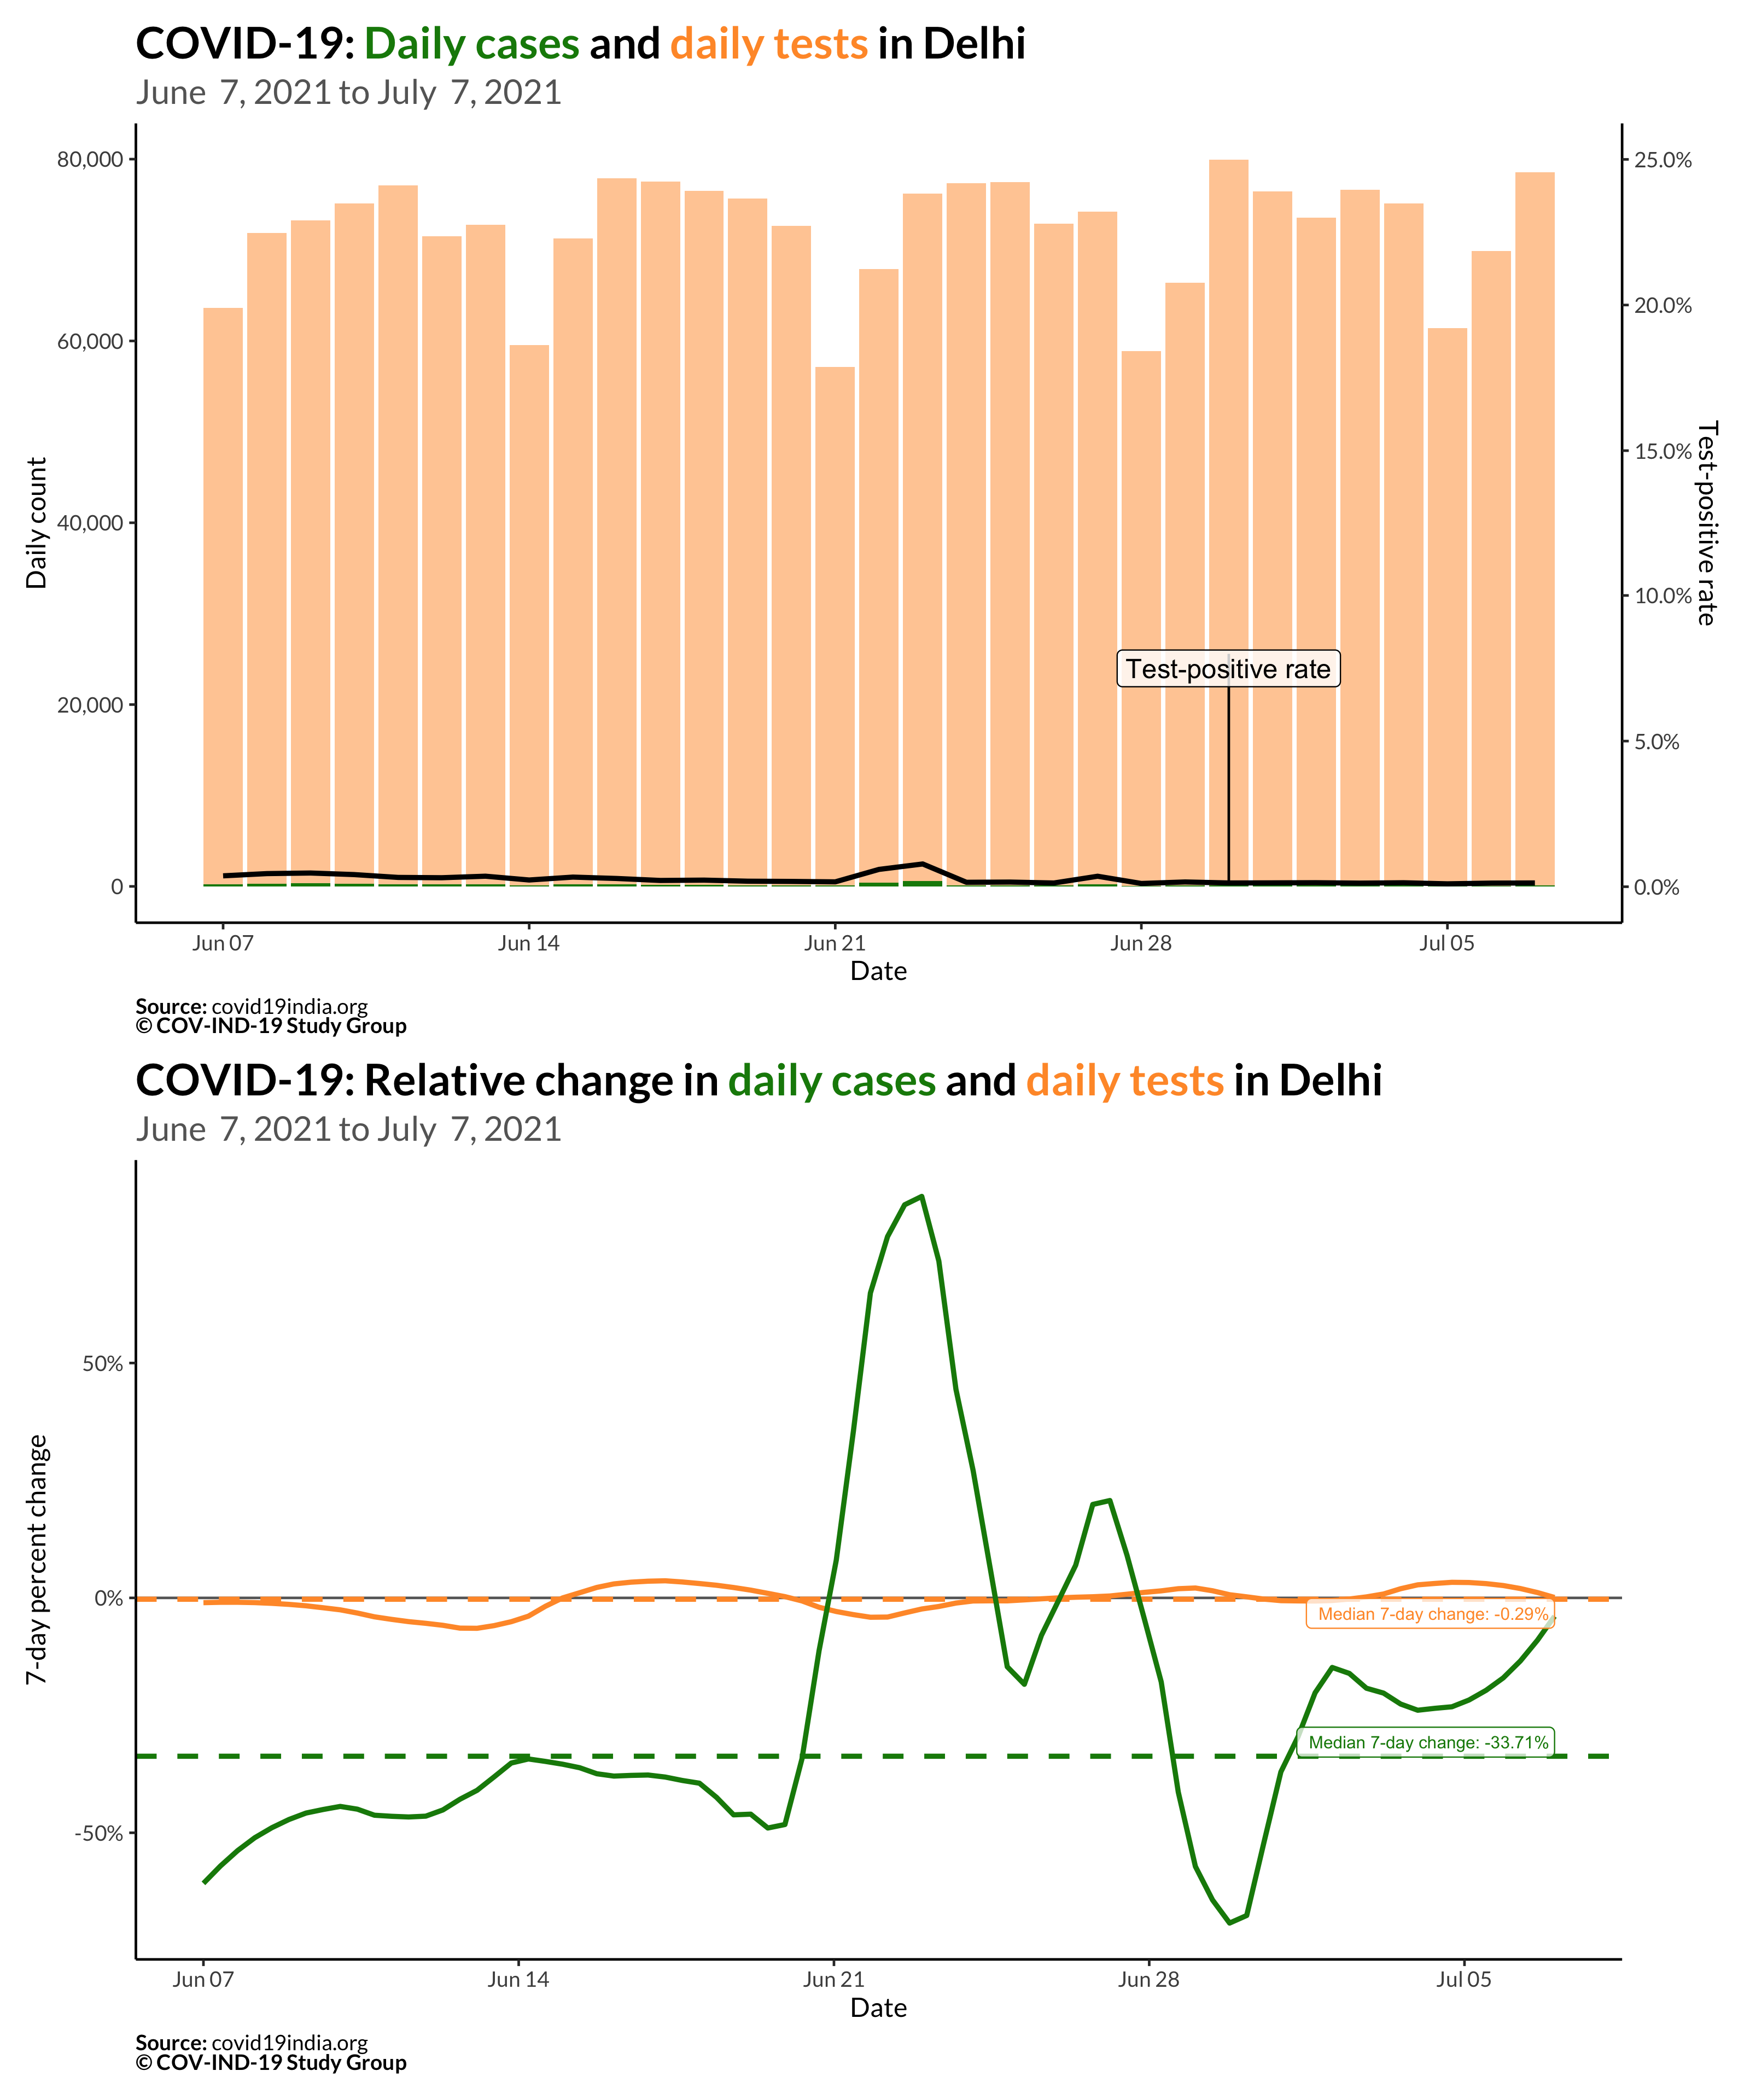 COVID-19: Daily cases and daily tests in Delhi
June 7, 2021 to July 7, 2021
80,000
60,000
40,000
20,000
0
Daily count
25.0%
20.0%
15.0%
10.0%
5.0%
0.0%
Test-positive rate
Test-positive rate
Jun 07
Jun 14
Jun 21
Jun 28
Jul 05
Date
Source: covid19india.org
© COV-IND-19 Study Group
COVID-19: Relative change in daily cases and daily tests in Delhi
June 7, 2021 to July 7, 2021
50%
0%
-50%
7-day percent change
Median 7-day change: -0.29%
Median 7-day change: -33.71%
Jun 07
Jun 14
Jun 21
Jun 28
Jul 05
Date
Source: covid19india.org
© COV-IND-19 Study Group